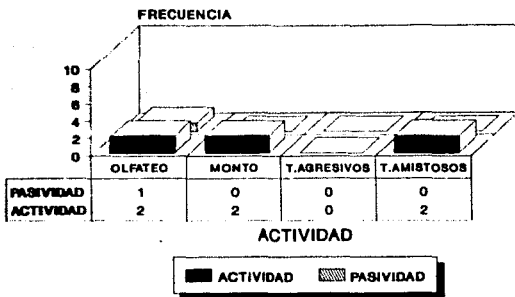 FRECUENCIA
10
8
6
4
2
0
OLFATEO MONTO T.AGRESIVOS T.AMISTOSOS
PASIVIDAD 1 0 0 0
ACTIVIDAD 2 2 0 2
ACTIVIDAD
ACTIVIDAD PASIVIDAD